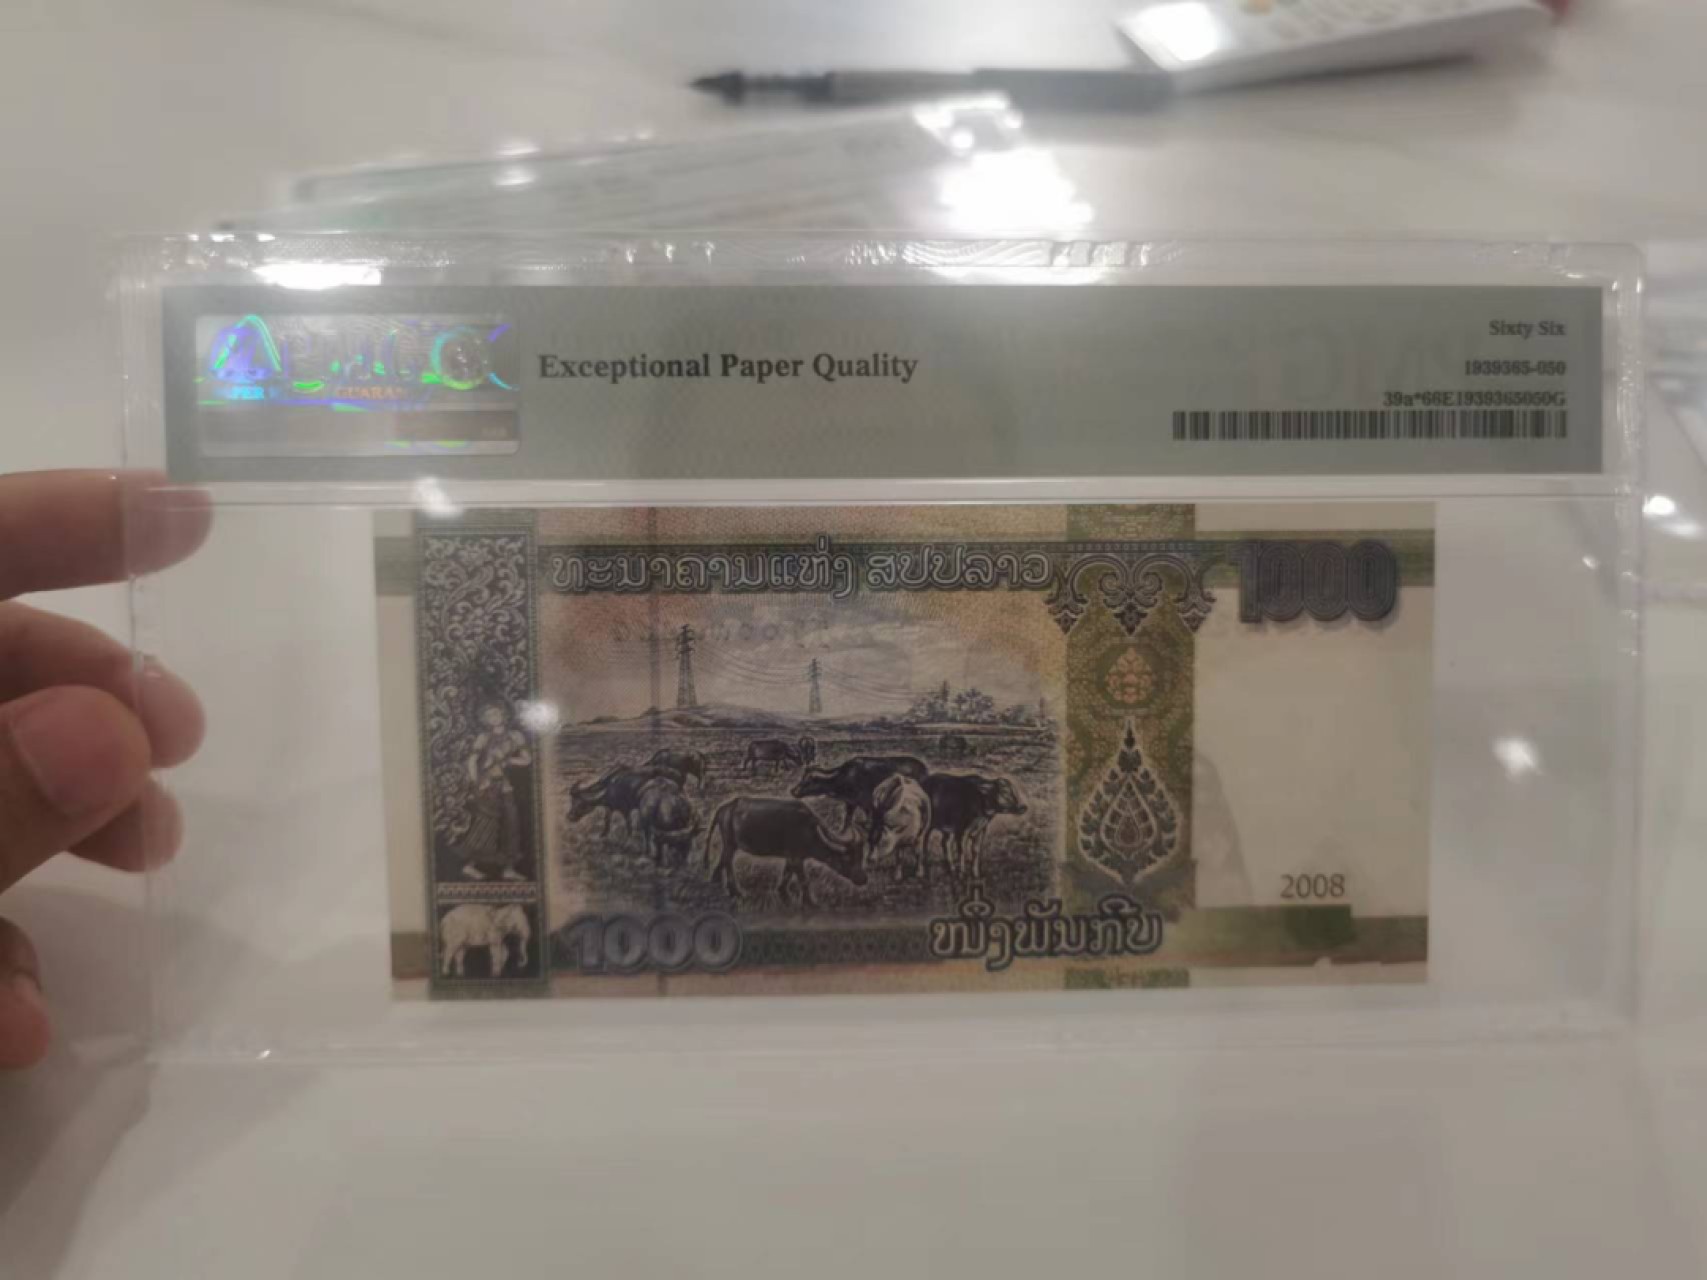 Exceptional Paper Quality
Sixty Six
1939365-050
39a*66E1939365050G
ທະນາຄານແຫ່ງ ສປປລາວ
1000
2008
1000
ໜຶ່ງພັນກີບ